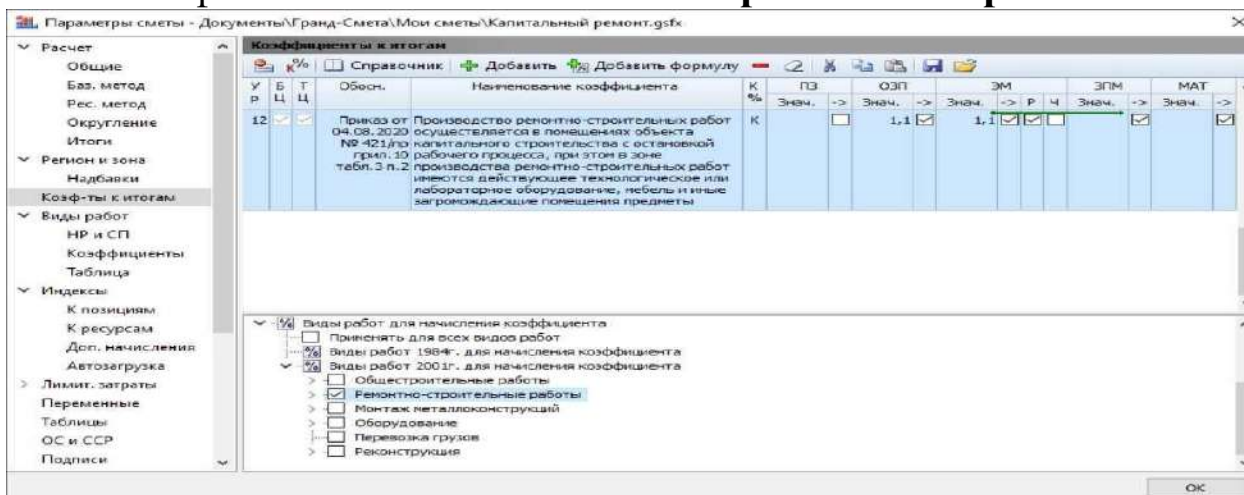 Параметры сметы - Документы\Гранд-Смета\Мои сметы\Капитальный ремонт.gsfx
Расчет
Общие
Баз. метод
Рес. метод
Округление
Итоги
Регион и зона
Надбавки
Коэф-ты к итогам
Виды работ
НР и СП
Коэффициенты
Таблица
Индексы
К позициям
К ресурсам
Доп. начисления
Автозагрузка
Лимит. затраты
Переменные
Таблицы
ОС и ССР
Подписи
Коэффициенты к итогам
Справочник Добавить Добавить формулу
У Р Б Ц Т Ц Обосн. Наименование коэффициента К % ПЗ ОЗП ЭМ ЗПМ МАТ
Знач. -> Знач. -> Знач. -> Р Ч Знач. -> Знач. ->
12 Приказ от Производство ремонтно-строительных работ К 1,1 1,1
04.08.2020 осуществляется в помещениях объекта
№ 421/пр капитального строительства с остановкой
прил.10 рабочего процесса, при этом в зоне
табл.3 п.2 производства ремонтно-строительных работ
имеются действующее технологическое или
лабораторное оборудование, мебель и иные
загромождающие помещения предметы
Виды работ для начисления коэффициента
Применять для всех видов работ
Виды работ 1984г. для начисления коэффициента
Виды работ 2001г. для начисления коэффициента
Общестроительные работы
Ремонтно-строительные работы
Монтаж металлоконструкций
Оборудование
Перевозка грузов
Реконструкция
ОК